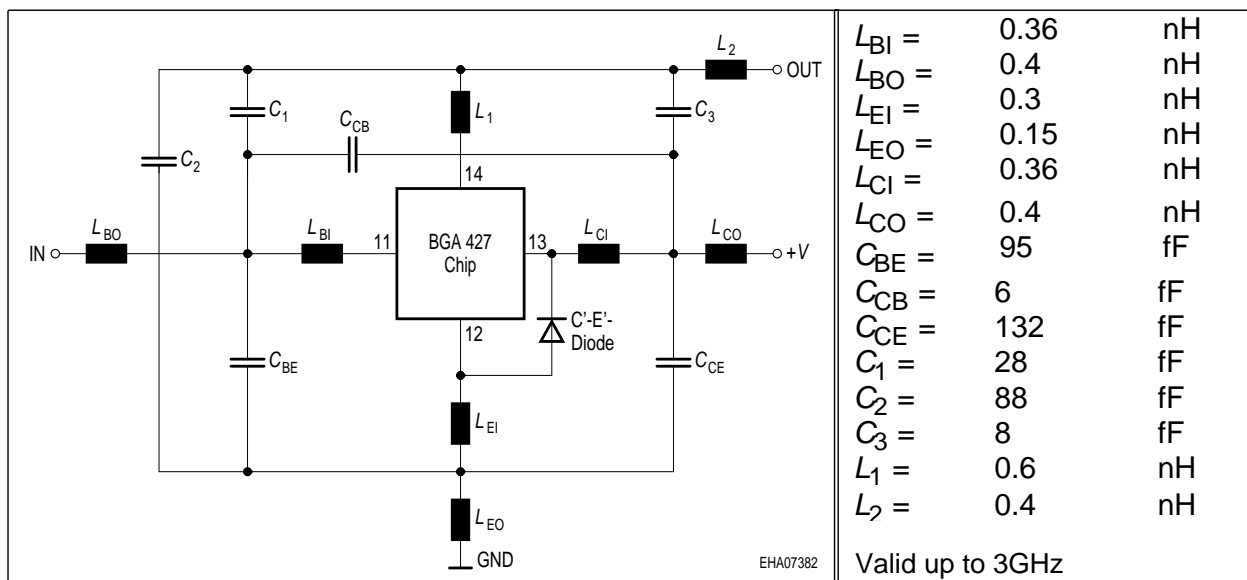 L2
OUT
C1
L1
C3
CCB
C2
14
LBO
LBI
11
BGA 427
Chip
13
LCI
LCO
IN
+V
12
C'-E'-
Diode
CBE
CCE
LEI
LEO
GND
EHA07382
LBI = 0.36 nH
LBO = 0.4 nH
LEI = 0.3 nH
LEO = 0.15 nH
LCI = 0.36 nH
LCO = 0.4 nH
CBE = 95 fF
CCB = 6 fF
CCE = 132 fF
C1 = 28 fF
C2 = 88 fF
C3 = 8 fF
L1 = 0.6 nH
L2 = 0.4 nH
Valid up to 3GHz